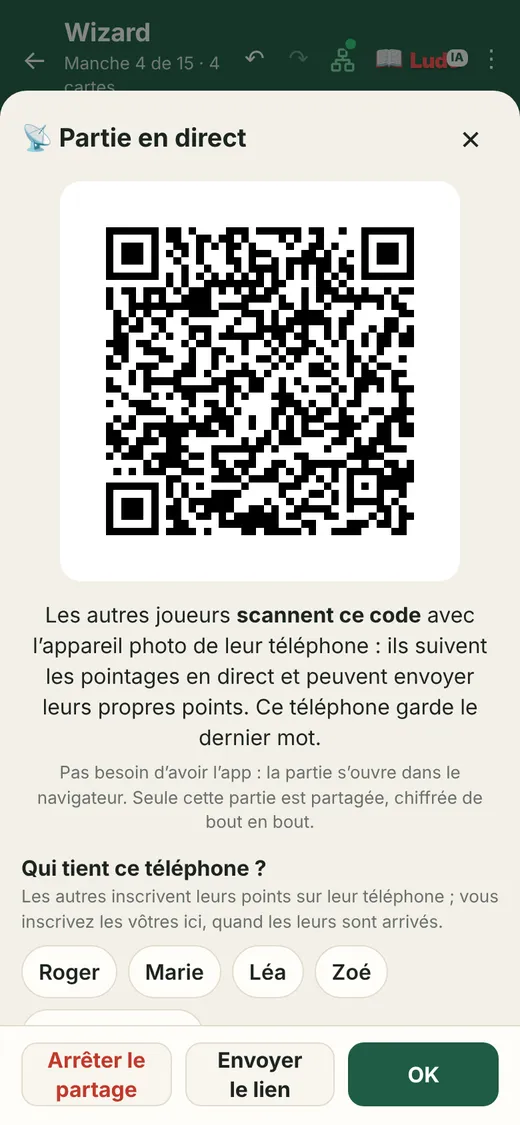 Wizard
Manche 4 de 15 · 4
cartes
IA
Partie en direct
Les autres joueurs scannent ce code avec
l’appareil photo de leur téléphone : ils suivent
les pointages en direct et peuvent envoyer
leurs propres points. Ce téléphone garde le
dernier mot.
Pas besoin d’avoir l’app : la partie s’ouvre dans le
navigateur. Seule cette partie est partagée, chiffrée de
bout en bout.
Qui tient ce téléphone ?
Les autres inscrivent leurs points sur leur téléphone ; vous
inscrivez les vôtres ici, quand les leurs sont arrivés.
Roger Marie Léa Zoé
Arrêter le
partage
Envoyer
le lien
OK